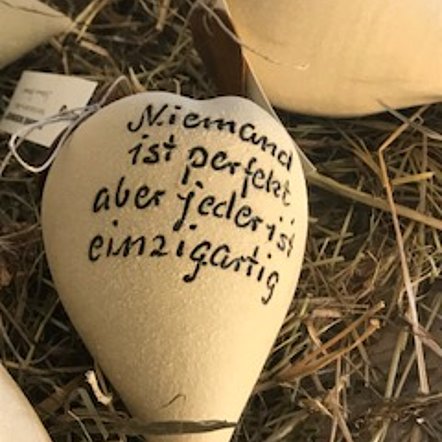 Niemand
ist perfekt
aber jeder ist
einzigartig